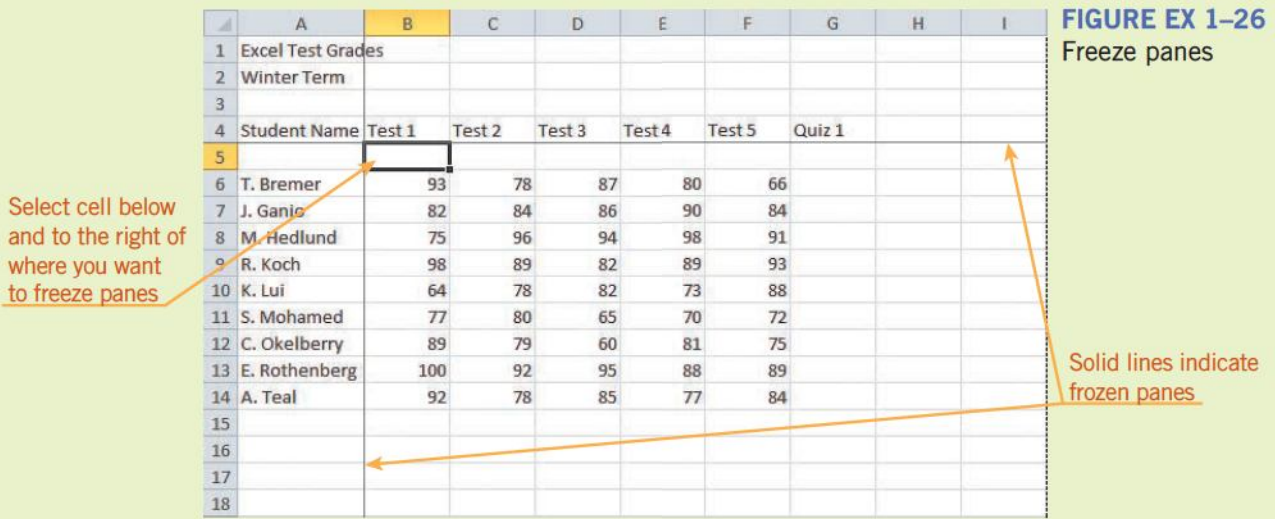 FIGURE EX 1–26
Freeze panes
A B C D E F G H I
1 Excel Test Grades
2 Winter Term
3
4 Student Name Test 1 Test 2 Test 3 Test 4 Test 5 Quiz 1
5
6 T. Bremer 93 78 87 80 66
7 J. Ganio 82 84 86 90 84
8 M. Hedlund 75 96 94 98 91
9 R. Koch 98 89 82 89 93
10 K. Lui 64 78 82 73 88
11 S. Mohamed 77 80 65 70 72
12 C. Okelberry 89 79 60 81 75
13 E. Rothenberg 100 92 95 88 89
14 A. Teal 92 78 85 77 84
15
16
17
18
Select cell below
and to the right of
where you want
to freeze panes
Solid lines indicate
frozen panes